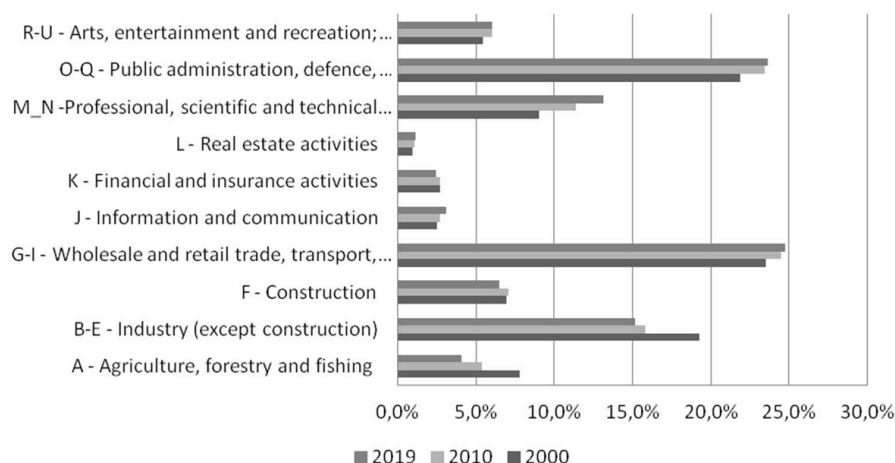 R-U - Arts, entertainment and recreation;...
O-Q - Public administration, defence,...
M_N -Professional, scientific and technical...
L - Real estate activities
K - Financial and insurance activities
J - Information and communication
G-I - Wholesale and retail trade, transport,...
F - Construction
B-E - Industry (except construction)
A - Agriculture, forestry and fishing
0,0% 5,0% 10,0% 15,0% 20,0% 25,0% 30,0%
2019 2010 2000